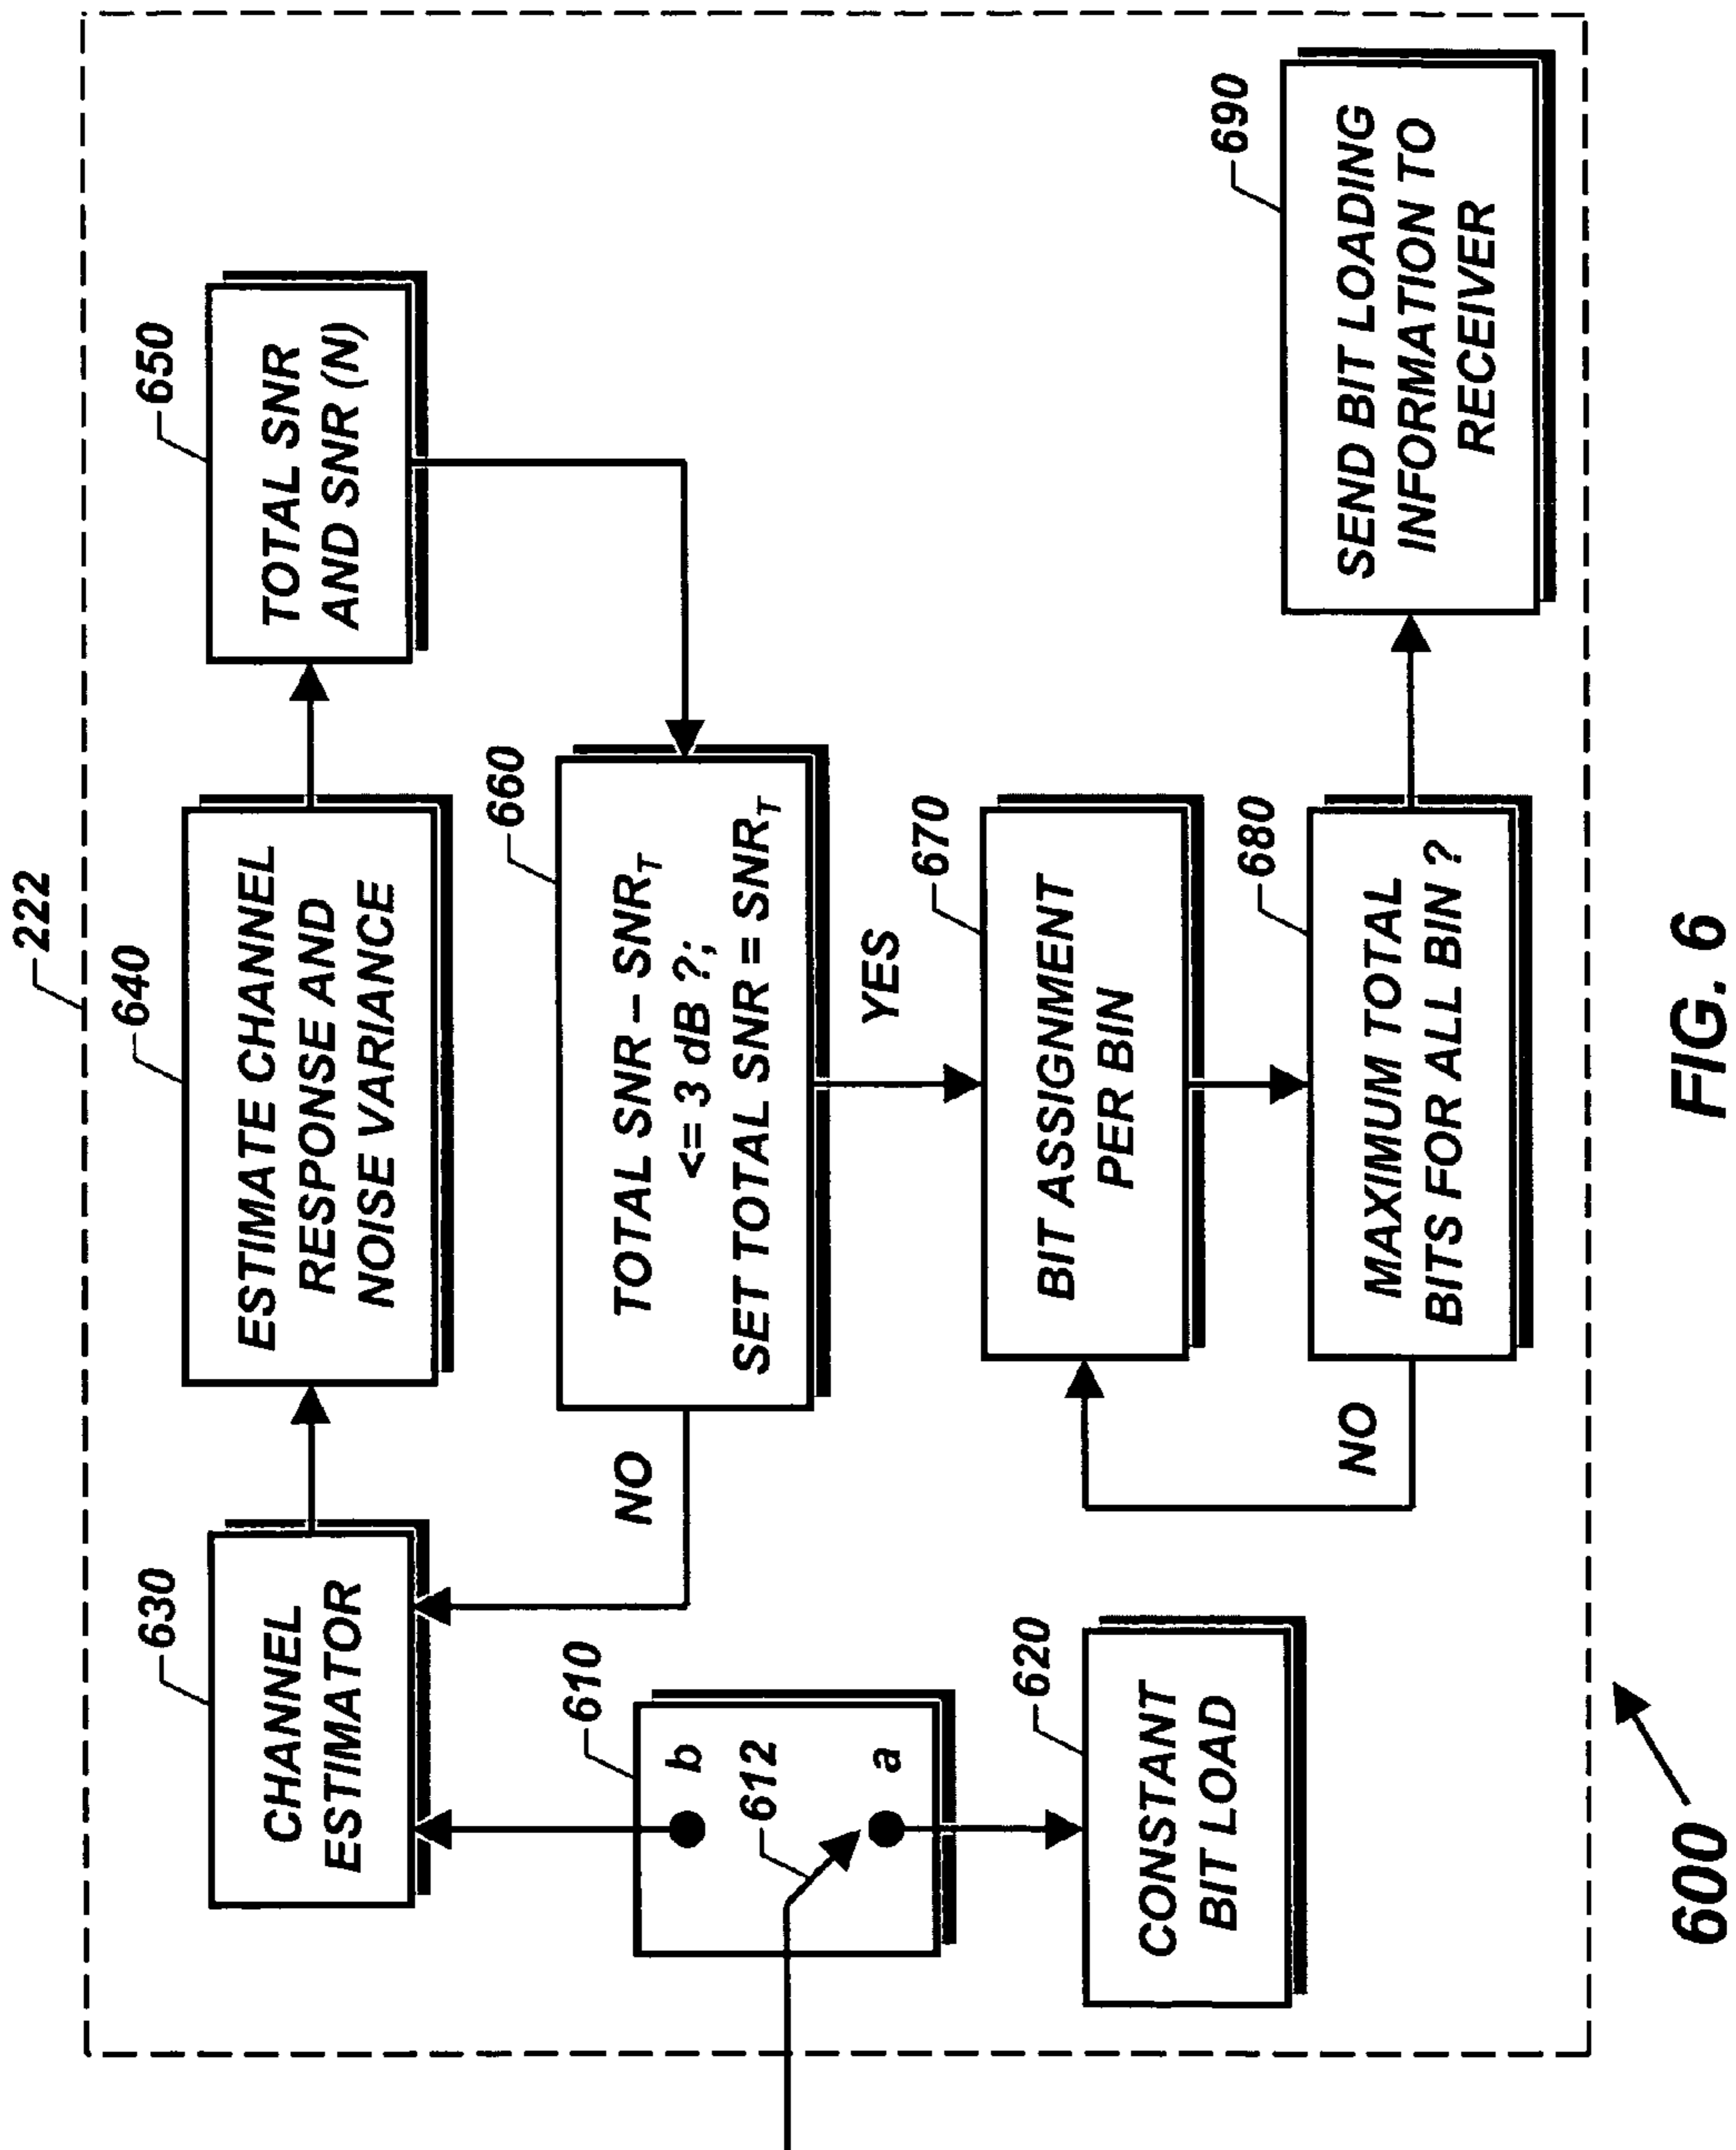 222
630
CHANNEL
ESTIMATOR
640
ESTIMATE CHANNEL
RESPONSE AND
NOISE VARIANCE
650
TOTAL SNR
AND SNR (N)
610
b
612
a
NO
660
TOTAL SNR – SNR_T
<= 3 dB ?;
SET TOTAL SNR = SNR_T
YES
620
CONSTANT
BIT LOAD
670
BIT ASSIGNMENT
PER BIN
NO
680
MAXIMUM TOTAL
BITS FOR ALL BIN ?
690
SEND BIT LOADING
INFORMATION TO
RECEIVER
600
FIG. 6